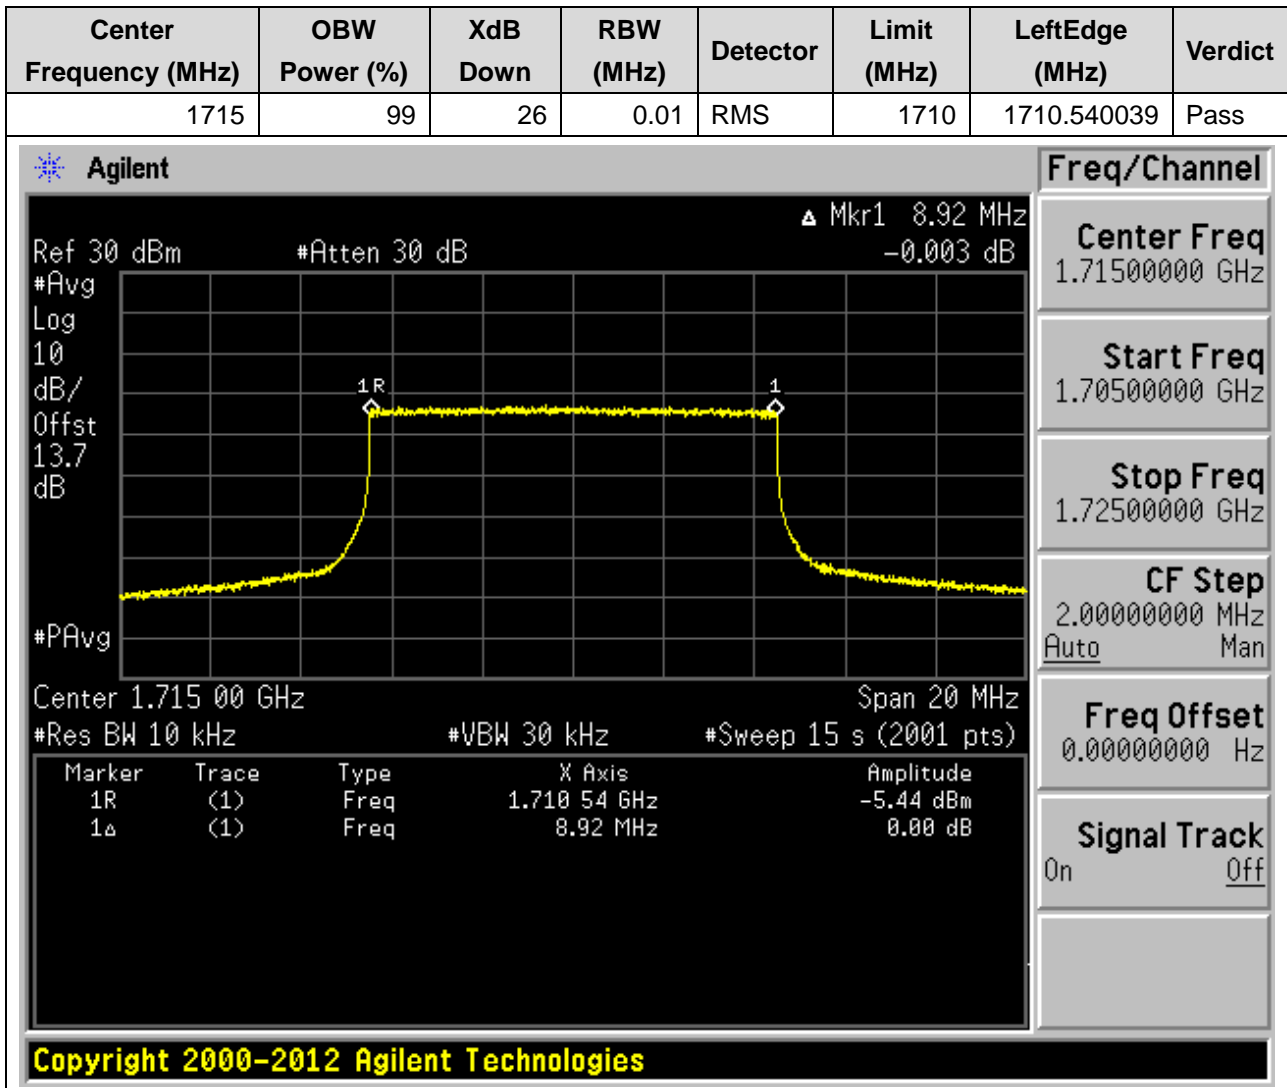 Center Frequency (MHz) OBW Power (%) XdB Down RBW (MHz) Detector Limit (MHz) LeftEdge (MHz) Verdict
1715 99 26 0.01 RMS 1710 1710.540039 Pass
Agilent
Freq/Channel
Δ Mkr1 8.92 MHz
Ref 30 dBm #Atten 30 dB -0.003 dB
#Avg
Log
10
dB/
Offst
13.7
dB
1R
1
#PAvg
Center 1.715 00 GHz Span 20 MHz
#Res BW 10 kHz #VBW 30 kHz #Sweep 15 s (2001 pts)
Marker Trace Type X Axis Amplitude
1R (1) Freq 1.710 54 GHz -5.44 dBm
1Δ (1) Freq 8.92 MHz 0.00 dB
Center Freq
1.71500000 GHz
Start Freq
1.70500000 GHz
Stop Freq
1.72500000 GHz
CF Step
2.00000000 MHz
Auto Man
Freq Offset
0.00000000 Hz
Signal Track
On Off
Copyright 2000-2012 Agilent Technologies